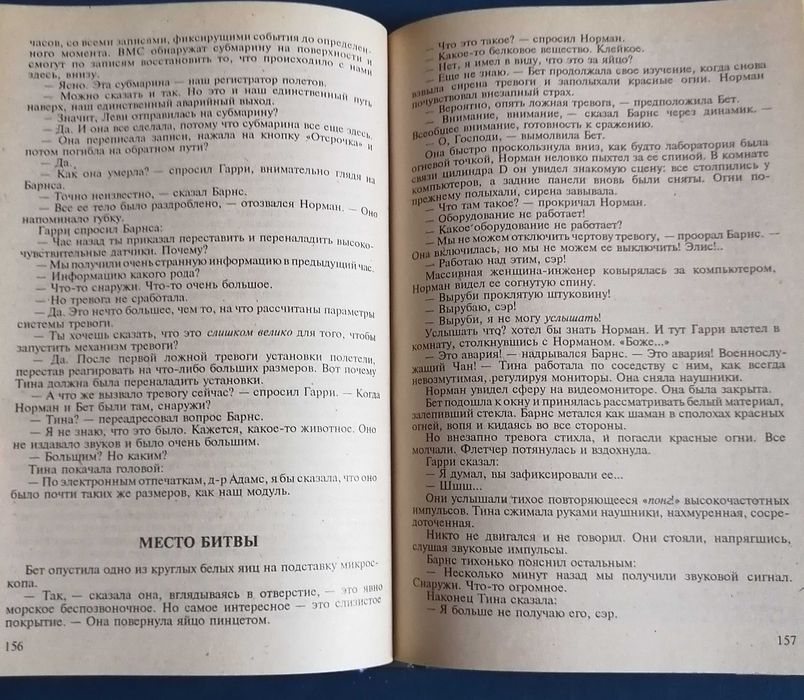 часов, со всеми записями, фиксирущими события до определен-
ного момента. ВМС обнаружат субмарину на поверхности и
смогут по записям восстановить то, что происходило с нами
здесь, внизу.
— Ясно. Эта субмарина — наш регистратор полетов.
— Можно сказать и так. Но это и наш единственный путь
наверх, наш единственный аварийный выход.
— Значит, Леви отправилась на субмарину?
— Да. И она все сделала, потому что субмарина все еще здесь.
— Она переписала записи, нажала на кнопку «Отсрочка» и
потом погибла на обратном пути?
— Да.
— Как она умерла? — спросил Гарри, внимательно глядя на
Барнса.
— Точно неизвестно, — сказал Барнс.
— Все ее тело было раздроблено, — отозвался Норман. — Оно
напоминало губку.
Гарри спросил Барнса:
— Час назад ты приказал переставить и переналадить высоко-
чувствительные датчики. Почему?
— Мы получили очень странную информацию в предыдущий час.
— Информацию какого рода?
— Что-то снаружи. Что-то очень большое.
— Но тревога не сработала.
— Да. Это нечто большее, чем то, на что рассчитаны параметры
системы тревоги.
— Ты хочешь сказать, что это слишком велико для того, чтобы
запустить механизм тревоги?
— Да. После первой ложной тревоги установки полетели,
перестав реагировать на что-либо больших размеров. Вот почему
Тина должна была переналадить установки.
— А что же вызвало тревогу сейчас? — спросил Гарри. — Когда
Норман и Бет были там, снаружи?
— Тина? — переадресовал вопрос Барнс.
— Я не знаю, что это было. Кажется, какое-то животное. Оно
не издавало звуков и было очень большим.
— Большим? Но каким?
Тина покачала головой:
— По электронным отпечаткам, д-р Адамс, я бы сказала, что оно
было почти таких же размеров, как нащ модуль.
МЕСТО БИТВЫ
Бет опустила одно из круглых белых яиц на подставку микрос-
копа.
— Так, — сказала она, вглядываясь в отверстие, — это явно
морское беспозвоночное. Но самое интересное — это слизистое
покрытие. — Она повернула яйцо пинцетом.
156
— Что это такое? — спросил Норман.
— Какое-то белковое вещество. Клейкое.
— Нет, я имел в виду, что это за яйцо?
— Еще не знаю. — Бет продолжала свое изучение, когда снова
взвыла сирена тревоги и заполыхали красные огни. Норман
почувствовал внезапный страх.
— Вероятно, опять ложная тревога, — предположила Бет.
— Внимание, внимание, — сказал Барнс через динамик. —
Всеобщее внимание, готовность к сражению.
— О, Господи, — вымолвила Бет.
Она быстро проскользнула вниз, как будто лаборатория была
огневой точкой, Норман неловко пыхтел за ее спиной. В комнате
связи цилиндра D он увидел знакомую сцену: все столпились у
компьютеров, а задние панели вновь были сняты. Огни по-
прежнему полыхали, сирена завывала.
— Что там такое? — прокричал Норман.
— Оборудование не работает!
— Какое оборудование не работает?
— Мы не можем отключить чертову тревогу, — проорал Барнс. —
Она включилась, но мы не можем ее выключить! Элис!..
— Работаю над этим, сэр!
Массивная женщина-инженер ковырялась за компьютером,
Норман видел ее согнутую спину.
— Выруби проклятую штуковину!
— Вырубаю, сэр!
— Выруби, я не могу услышать!
Услышать что? хотел бы знать Норман. И тут Гарри влетел в
комнату, столкнувшись с Норманом. «Боже...»
— Это авария! — надрывался Барнс. — Это авария! Военнослу-
жащий Чан! — Тина работала по соседству с ним, как всегда
невозмутимая, регулируя мониторы. Она сняла наушники.
Норман увидел сферу на видеомониторе. Она была закрыта.
Бет подошла к окну и принялась рассматривать белый материал,
залепивший стекла. Барнс метался как шаман в сполохах красных
огней, вопя и кидаясь во все стороны.
Но внезапно тревога стихла, и погасли красные огни. Все
молчали. Флетчер потянулась и вздохнула.
Гарри сказал:
— Я думал, вы зафиксировали ее...
— Шшш...
Они услышали тихое повторяющееся «понг!» высокочастотных
импульсов. Тина сжимала руками наушники, нахмуренная, сосре-
доточенная.
Никто не двигался и не говорил. Они стояли, напрягшись,
слушая звуковые импульсы.
Барнс тихонько пояснил остальным:
— Несколько минут назад мы получили звуковой сигнал.
Снаружи. Что-то огромное.
Наконец Тина сказала:
— Я больше не получаю его, сэр.
157